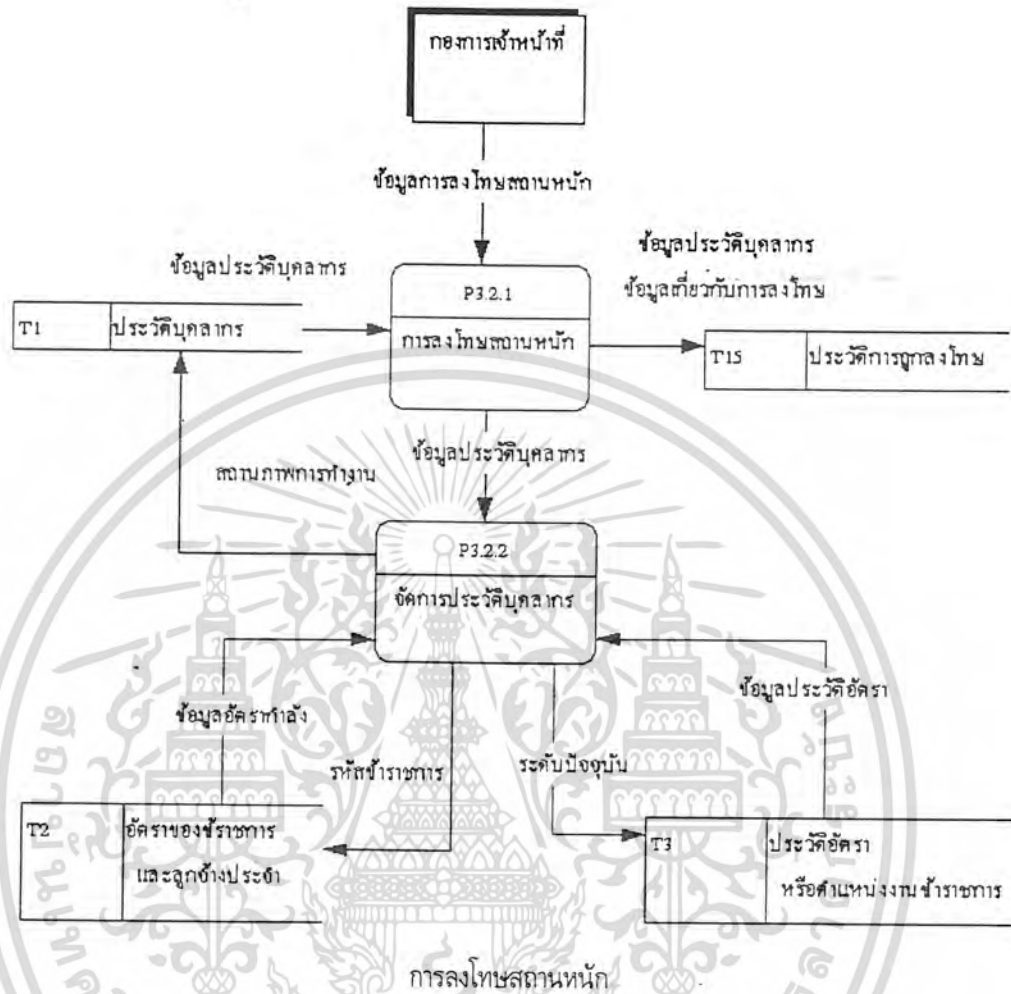 กองการเจ้าหน้าที่
ข้อมูลการลงโทษสถานหนัก
ข้อมูลประวัติบุคลากร
ข้อมูลประวัติบุคลากร
ข้อมูลเกี่ยวกับการลงโทษ
T1 ประวัติบุคลากร
P3.2.1
การลงโทษสถานหนัก
T15 ประวัติการถูกลงโทษ
ข้อมูลประวัติบุคลากร
สถานภาพการทำงาน
P3.2.2
จัดการประวัติบุคลากร
ข้อมูลอัตรากำลัง
ข้อมูลประวัติอัตรา
รหัสข้าราชการ
ระดับปัจจุบัน
T2 อัตราของข้าราชการ
และลูกจ้างประจำ
T3 ประวัติอัตรา
หรือตำแหน่งงานข้าราชการ
การลงโทษสถานหนัก